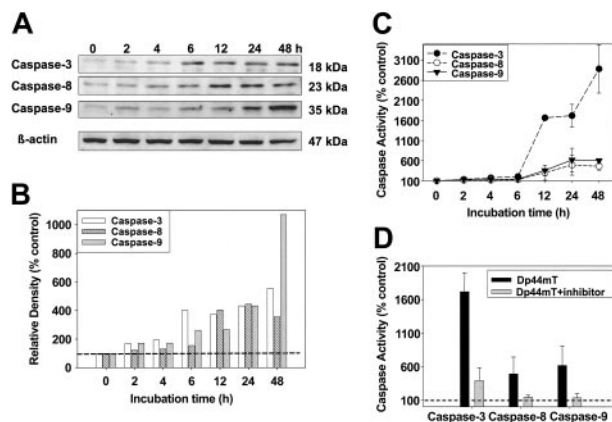 A
0 2 4 6 12 24 48 h
Caspase-3 18 kDa
Caspase-8 23 kDa
Caspase-9 35 kDa
ß-actin 47 kDa
B
Relative Density (% control)
1000
800
600
400
200
0
Caspase-3
Caspase-8
Caspase-9
0 2 4 6 12 24 48
Incubation time (h)
C
Caspase Activity (% control)
3100
2600
2100
1600
1100
600
100
Caspase-3
Caspase-8
Caspase-9
0 2 4 6 12 24 48
Incubation time (h)
D
Caspase Activity (% control)
2100
1600
1100
600
100
Dp44mT
Dp44mT+inhibitor
Caspase-3 Caspase-8 Caspase-9